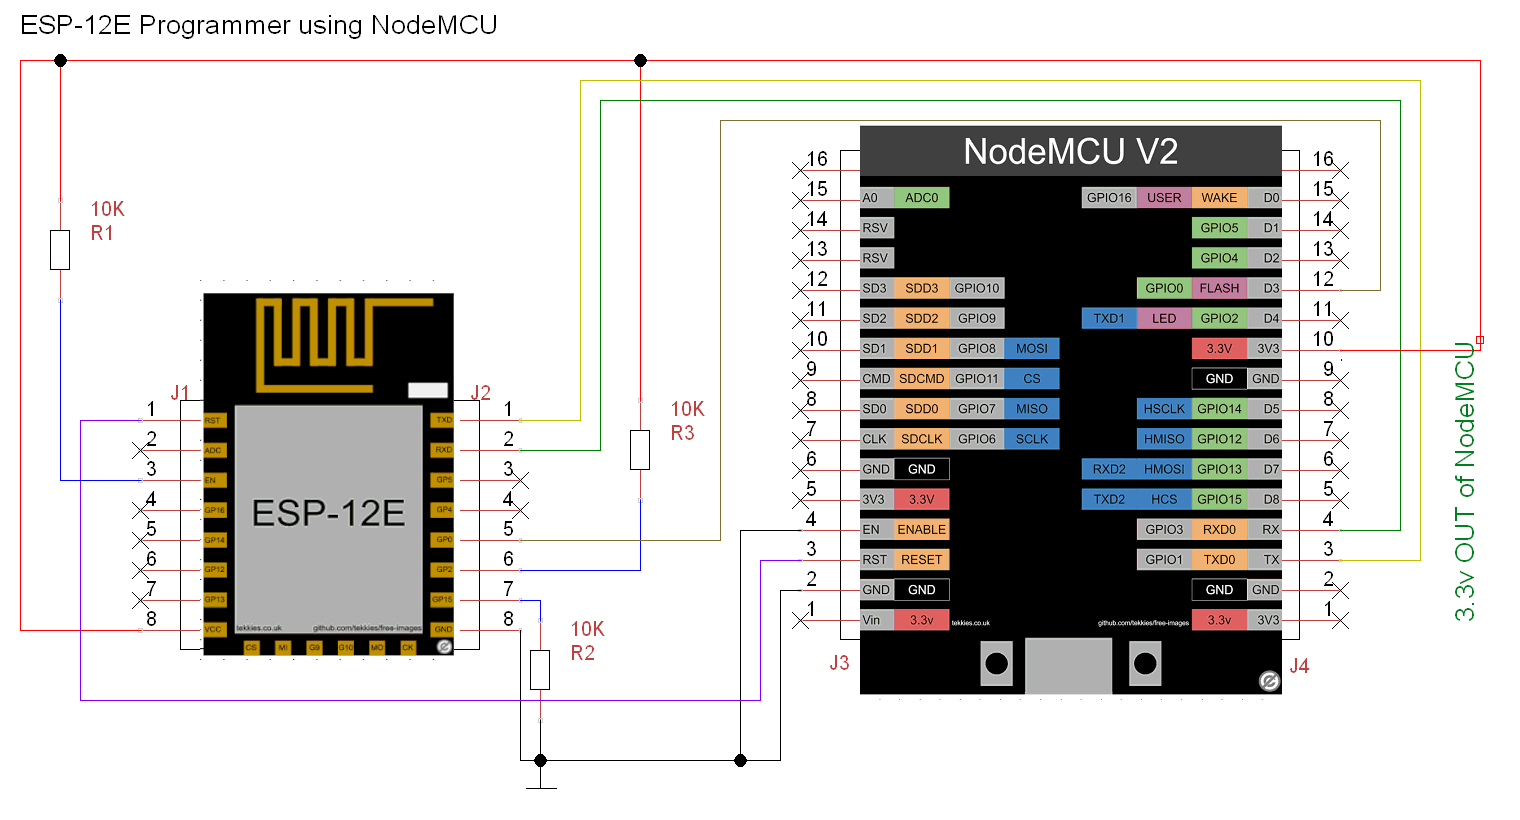 ESP-12E Programmer using NodeMCU
10K
R1
J1
J2
1
2
3
4
5
6
7
8
RST
ADC
EN
GP16
GP14
GP12
GP13
VCC
ESP-12E
TXD
RXD
GP5
GP4
GP0
GP2
GP15
GND
1
2
3
4
5
6
7
8
tekkies.co.uk
github.com/tekkies/free-images
CS
MI
G9
G10
MO
CK
10K
R3
10K
R2
NodeMCU V2
16
16
15 A0 ADC0
GPIO16 USER WAKE D0 15
14 RSV
GPIO5 D1 14
13 RSV
GPIO4 D2 13
12 SD3 SDD3 GPIO10
GPIO0 FLASH D3 12
11 SD2 SDD2 GPIO9
TXD1 LED GPIO2 D4 11
10 SD1 SDD1 GPIO8 MOSI
3.3V 3V3 10
9 CMD SDCMD GPIO11 CS
GND GND 9
8 SD0 SDD0 GPIO7 MISO
HSCLK GPIO14 D5 8
7 CLK SDCLK GPIO6 SCLK
HMISO GPIO12 D6 7
6 GND GND
RXD2 HMOSI GPIO13 D7 6
5 3V3 3.3V
TXD2 HCS GPIO15 D8 5
4 EN ENABLE
GPIO3 RXD0 RX 4
3 RST RESET
GPIO1 TXD0 TX 3
2 GND GND
GND GND 2
1 Vin 3.3v
3.3v 3V3 1
tekkies.co.uk
github.com/tekkies/free-images
J3
J4
3.3v OUT of NodeMCU